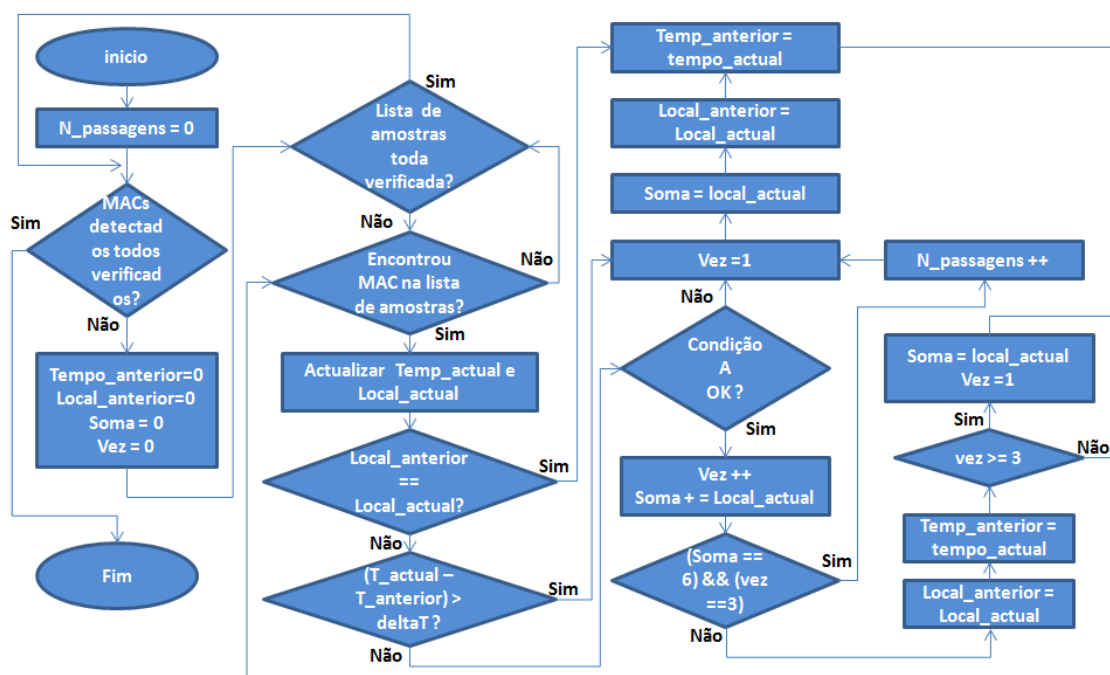 inicio
N_passagens = 0
MACs
detectad
os todos
verificad
os?
Sim
Não
Tempo_anterior=0
Local_anterior=0
Soma = 0
Vez = 0
Fim
Sim
Lista de
amostras
toda
verificada?
Não
Encontrou
MAC na lista
de amostras?
Não
Sim
Actualizar Temp_actual e
Local_actual
Local_anterior
==
Local_actual?
Sim
Não
(T_actual –
T_anterior) >
deltaT ?
Sim
Não
Temp_anterior =
tempo_actual
Local_anterior =
Local_actual
Soma = local_actual
Vez =1
Não
Condição
A
OK ?
Sim
Vez ++
Soma + = Local_actual
(Soma ==
6) && (vez
==3)
Sim
Não
N_passagens ++
Soma = local_actual
Vez =1
Sim
vez >= 3
Não
Temp_anterior =
tempo_actual
Local_anterior =
Local_actual